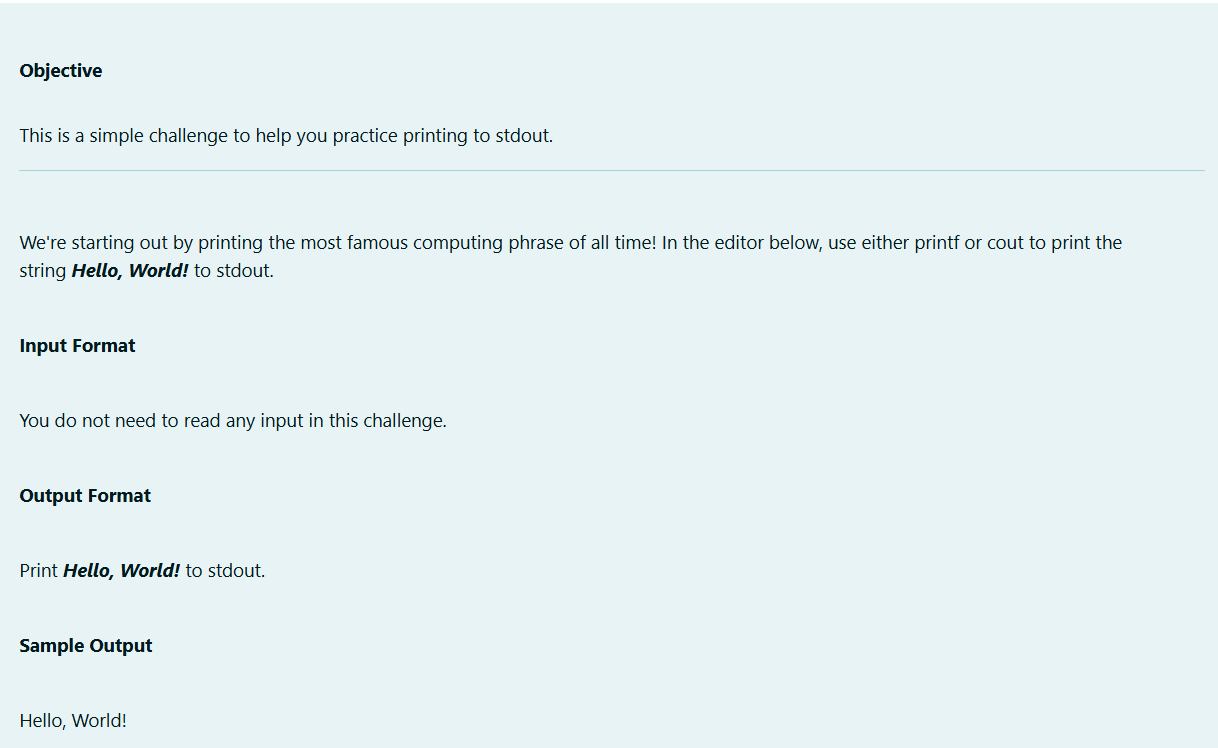 Objective
This is a simple challenge to help you practice printing to stdout.
We're starting out by printing the most famous computing phrase of all time! In the editor below, use either printf or cout to print the
string Hello, World! to stdout.
Input Format
You do not need to read any input in this challenge.
Output Format
Print Hello, World! to stdout.
Sample Output
Hello, World!